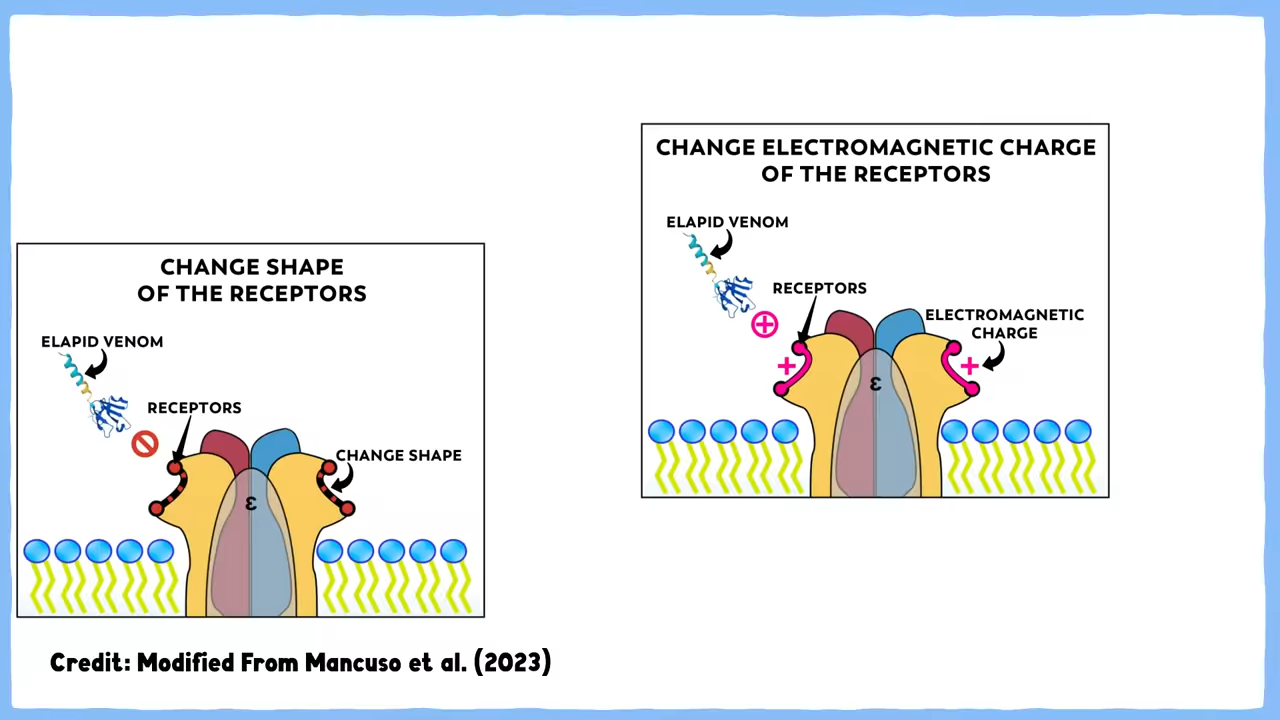 CHANGE SHAPE
OF THE RECEPTORS
ELAPID VENOM
RECEPTORS
CHANGE SHAPE
ε
CHANGE ELECTROMAGNETIC CHARGE
OF THE RECEPTORS
ELAPID VENOM
RECEPTORS
ELECTROMAGNETIC
CHARGE
+
+
+
ε
Credit: Modified From Mancuso et al. (2023)